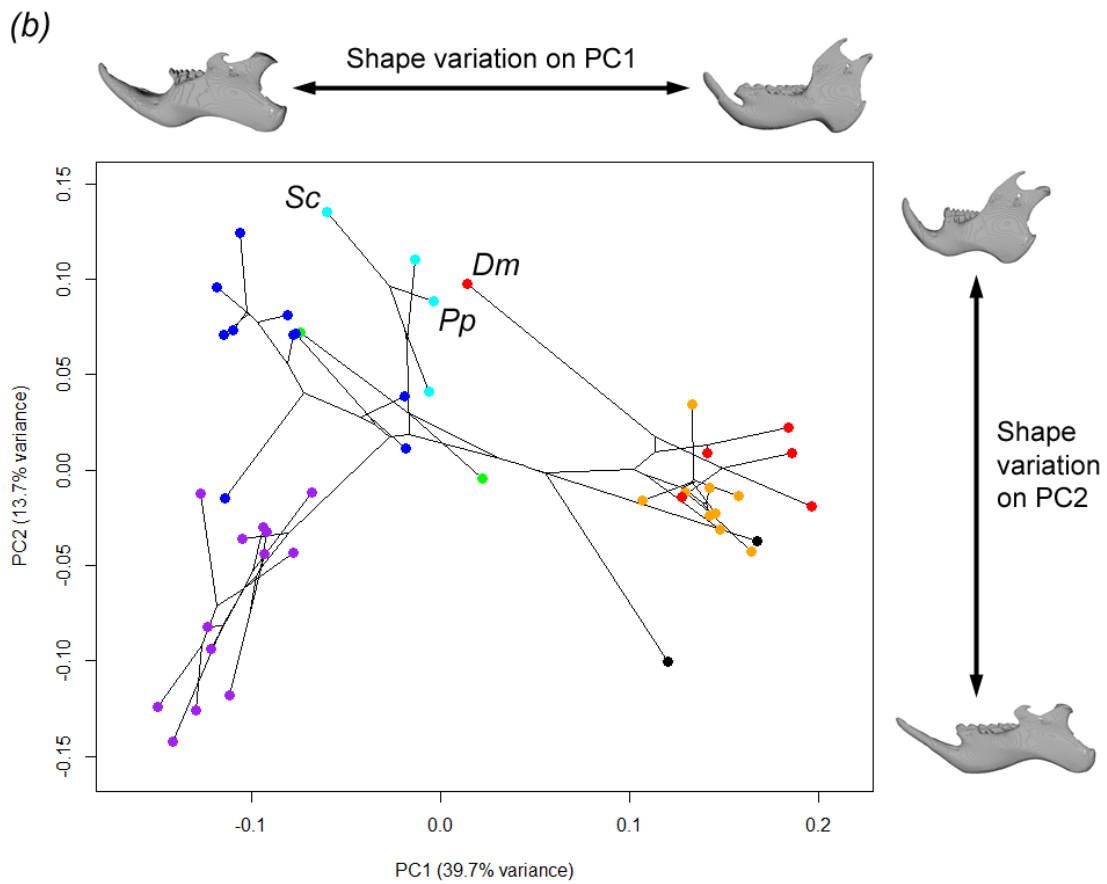 (b)
Shape variation on PC1
0.15
0.10
0.05
0.00
-0.05
-0.10
-0.15
PC2 (13.7% variance)
Sc
Dm
Pp
Shape
variation
on PC2
-0.1
0.0
0.1
0.2
PC1 (39.7% variance)